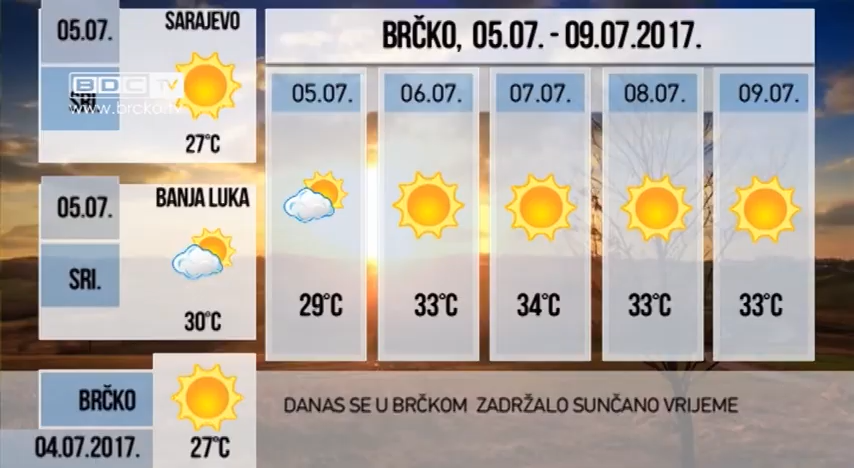 05.07.
SARAJEVO
SRI.
BDC TV
www.brcko.tv
27°C
05.07.
BANJA LUKA
SRI.
30°C
BRČKO
04.07.2017.
27°C
BRČKO, 05.07. - 09.07.2017.
05.07. 06.07. 07.07. 08.07. 09.07.
29°C 33°C 34°C 33°C 33°C
DANAS SE U BRČKOM ZADRŽALO SUNČANO VRIJEME